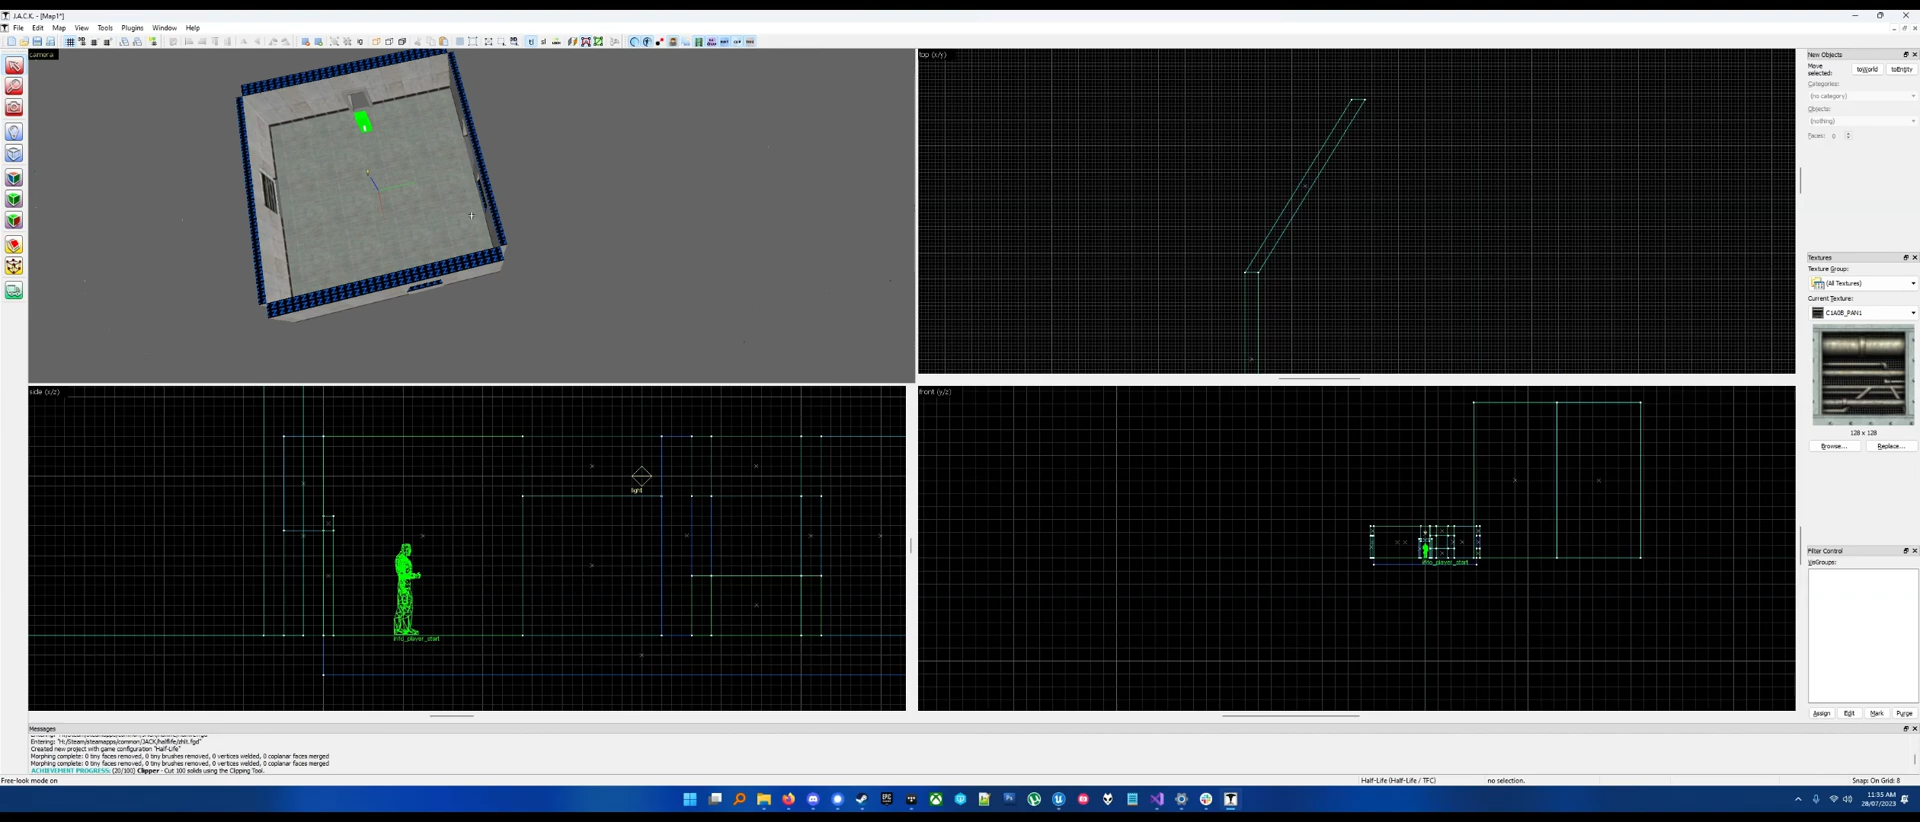 J.A.C.K. - [Map1*]
File Edit Map View Tools Plugins Window Help
camera
top (x/y)
side (x/z)
light
info_player_start
front (y/z)
info_player_start
New Objects
Move selected:
toWorld
toEntity
Categories:
(no category)
Objects:
(nothing)
Faces: 0
Textures
Texture Group:
(All Textures)
Current Texture:
C1A0B_PAN1
128 x 128
Browse...
Replace...
Filter Control
VisGroups:
Assign
Edit
Mark
Purge
Messages
Entering: "H:/Steam/steamapps/common/JACK/halflife/zhlt.fgd"
Created new project with game configuration "Half-Life"
Morphing complete: 0 tiny faces removed, 0 tiny brushes removed, 0 vertices welded, 0 coplanar faces merged
Morphing complete: 0 tiny faces removed, 0 tiny brushes removed, 0 vertices welded, 0 coplanar faces merged
ACHIEVEMENT PROGRESS: (20/100) Clipper - Cut 100 solids using the Clipping Tool.
Free-look mode on
Half-Life (Half-Life / TFC)
no selection.
Snap: On Grid: 8
11:35 AM
28/07/2023